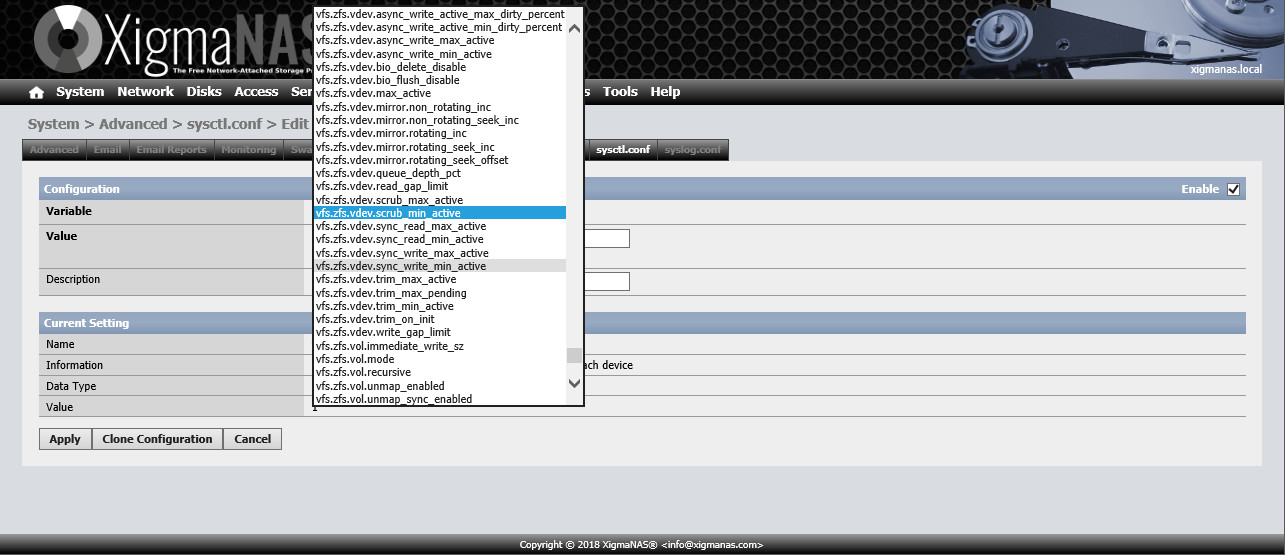 XigmaNAS
The Free Network-Attached Storage P
xigmanas.local
System Network Disks Access Ser
Tools Help
System > Advanced > sysctl.conf > Edit
Advanced Email Email Reports Monitoring Swa
sysctl.conf syslog.conf
Configuration
Enable
Variable
Value
Description
Current Setting
Name
Information
ach device
Data Type
Value
1
vfs.zfs.vdev.async_write_active_max_dirty_percent
vfs.zfs.vdev.async_write_active_min_dirty_percent
vfs.zfs.vdev.async_write_max_active
vfs.zfs.vdev.async_write_min_active
vfs.zfs.vdev.bio_delete_disable
vfs.zfs.vdev.bio_flush_disable
vfs.zfs.vdev.max_active
vfs.zfs.vdev.mirror.non_rotating_inc
vfs.zfs.vdev.mirror.non_rotating_seek_inc
vfs.zfs.vdev.mirror.rotating_inc
vfs.zfs.vdev.mirror.rotating_seek_inc
vfs.zfs.vdev.mirror.rotating_seek_offset
vfs.zfs.vdev.queue_depth_pct
vfs.zfs.vdev.read_gap_limit
vfs.zfs.vdev.scrub_max_active
vfs.zfs.vdev.scrub_min_active
vfs.zfs.vdev.sync_read_max_active
vfs.zfs.vdev.sync_read_min_active
vfs.zfs.vdev.sync_write_max_active
vfs.zfs.vdev.sync_write_min_active
vfs.zfs.vdev.trim_max_active
vfs.zfs.vdev.trim_max_pending
vfs.zfs.vdev.trim_min_active
vfs.zfs.vdev.trim_on_init
vfs.zfs.vdev.write_gap_limit
vfs.zfs.vol.immediate_write_sz
vfs.zfs.vol.mode
vfs.zfs.vol.recursive
vfs.zfs.vol.unmap_enabled
vfs.zfs.vol.unmap_sync_enabled
Apply Clone Configuration Cancel
Copyright © 2018 XigmaNAS® <info@xigmanas.com>